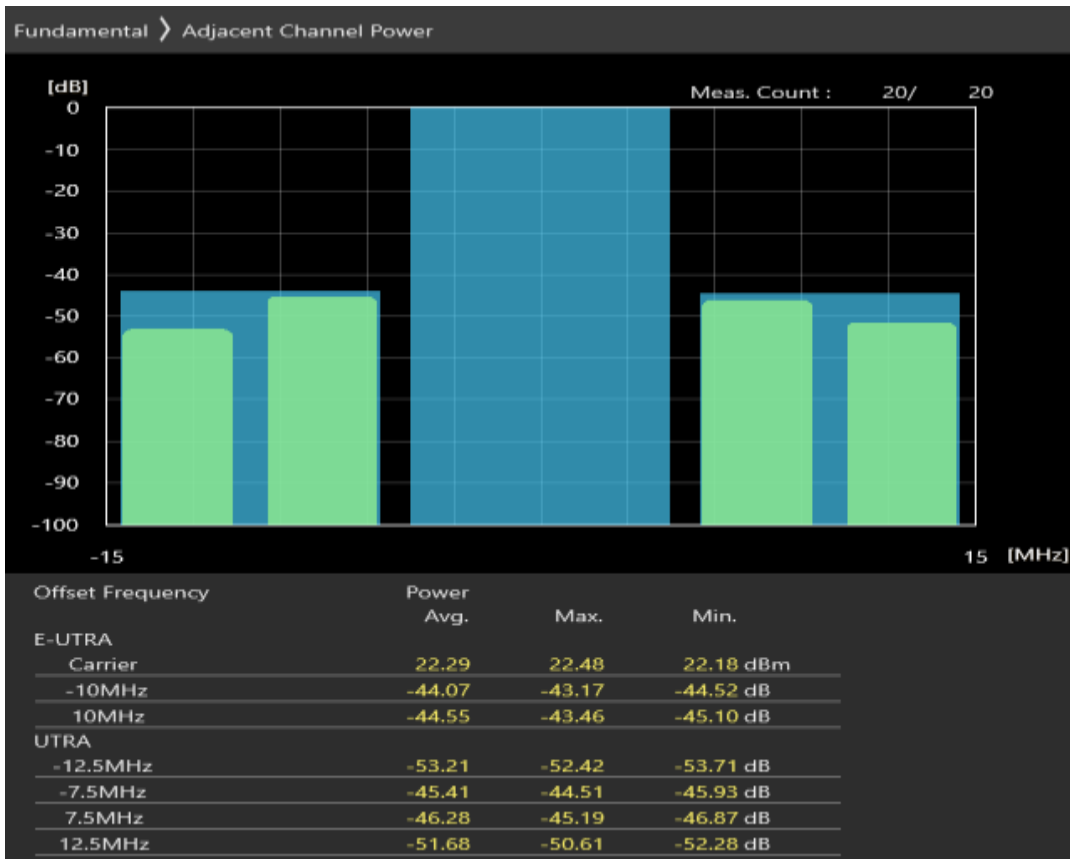 Fundamental ❭ Adjacent Channel Power
[dB]
Meas. Count : 20/ 20
0
-10
-20
-30
-40
-50
-60
-70
-80
-90
-100
-15 15 [MHz]
Offset Frequency Power
Avg. Max. Min.
E-UTRA
Carrier 22.29 22.48 22.18 dBm
-10MHz -44.07 -43.17 -44.52 dB
10MHz -44.55 -43.46 -45.10 dB
UTRA
-12.5MHz -53.21 -52.42 -53.71 dB
-7.5MHz -45.41 -44.51 -45.93 dB
7.5MHz -46.28 -45.19 -46.87 dB
12.5MHz -51.68 -50.61 -52.28 dB